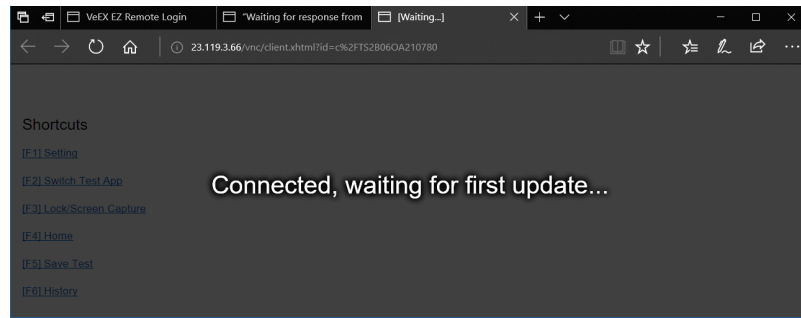 VeEX EZ Remote Login
"Waiting for response from
[Waiting...]
23.119.3.66/vnc/client.xhtml?id=c%2FTS2B06OA210780
Shortcuts
[F1] Setting
[F2] Switch Test App
Connected, waiting for first update...
[F3] Lock/Screen Capture
[F4] Home
[F5] Save Test
[F6] History